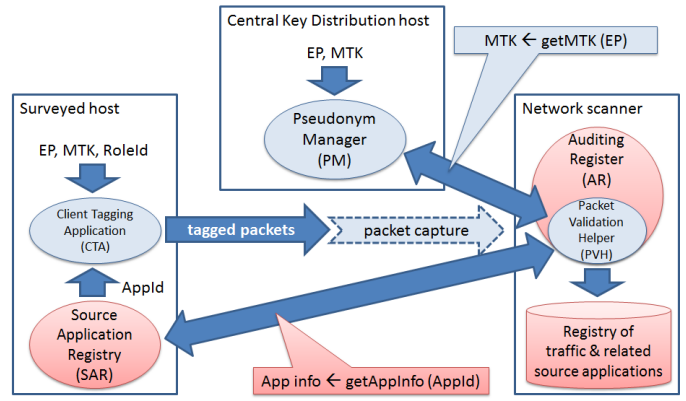 Central Key Distribution host
EP, MTK
Pseudonym
Manager
(PM)
MTK ← getMTK (EP)
Surveyed host
EP, MTK, RoleId
Client Tagging
Application
(CTA)
AppId
Source
Application
Registry
(SAR)
tagged packets
packet capture
Network scanner
Auditing
Register
(AR)
Packet
Validation
Helper
(PVH)
Registry of
traffic & related
source applications
App info ← getAppInfo (AppId)